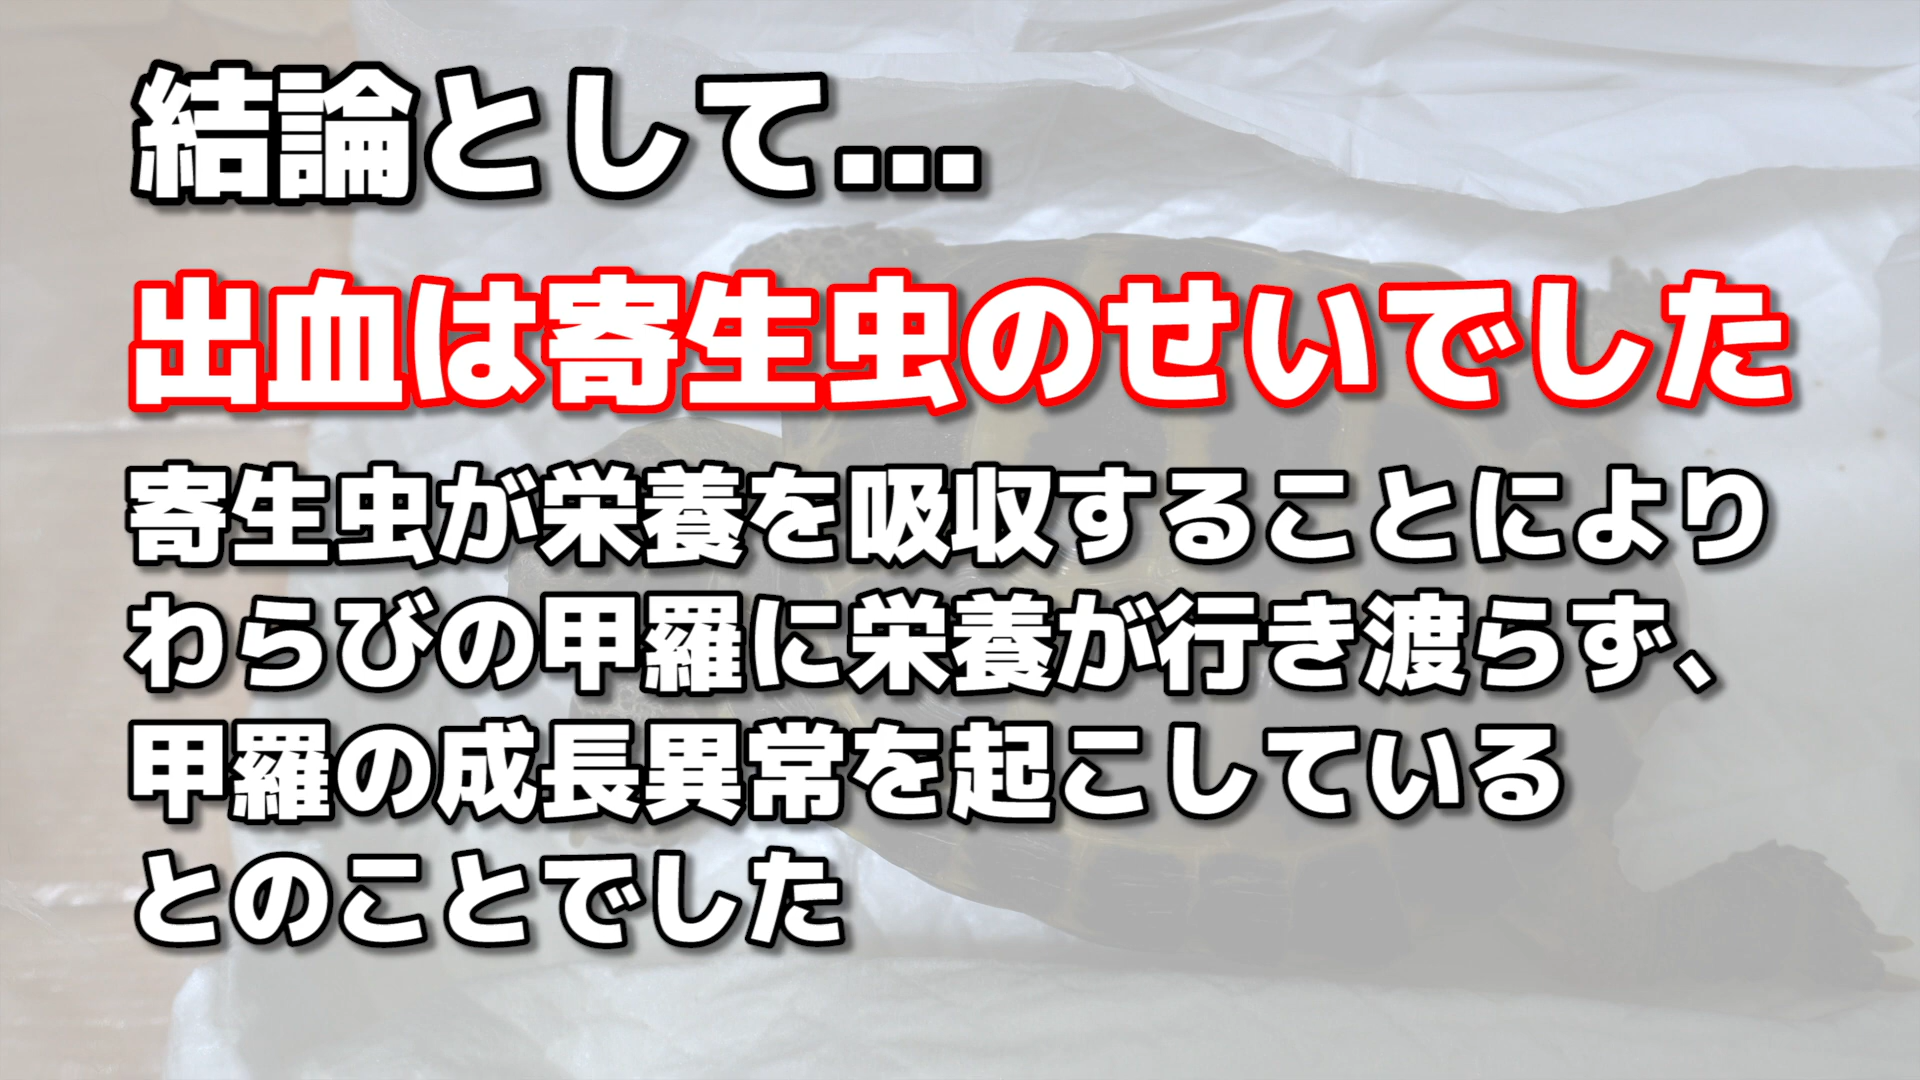 結論として...
出血は寄生虫のせいでした
寄生虫が栄養を吸収することにより
わらびの甲羅に栄養が行き渡らず、
甲羅の成長異常を起こしている
とのことでした